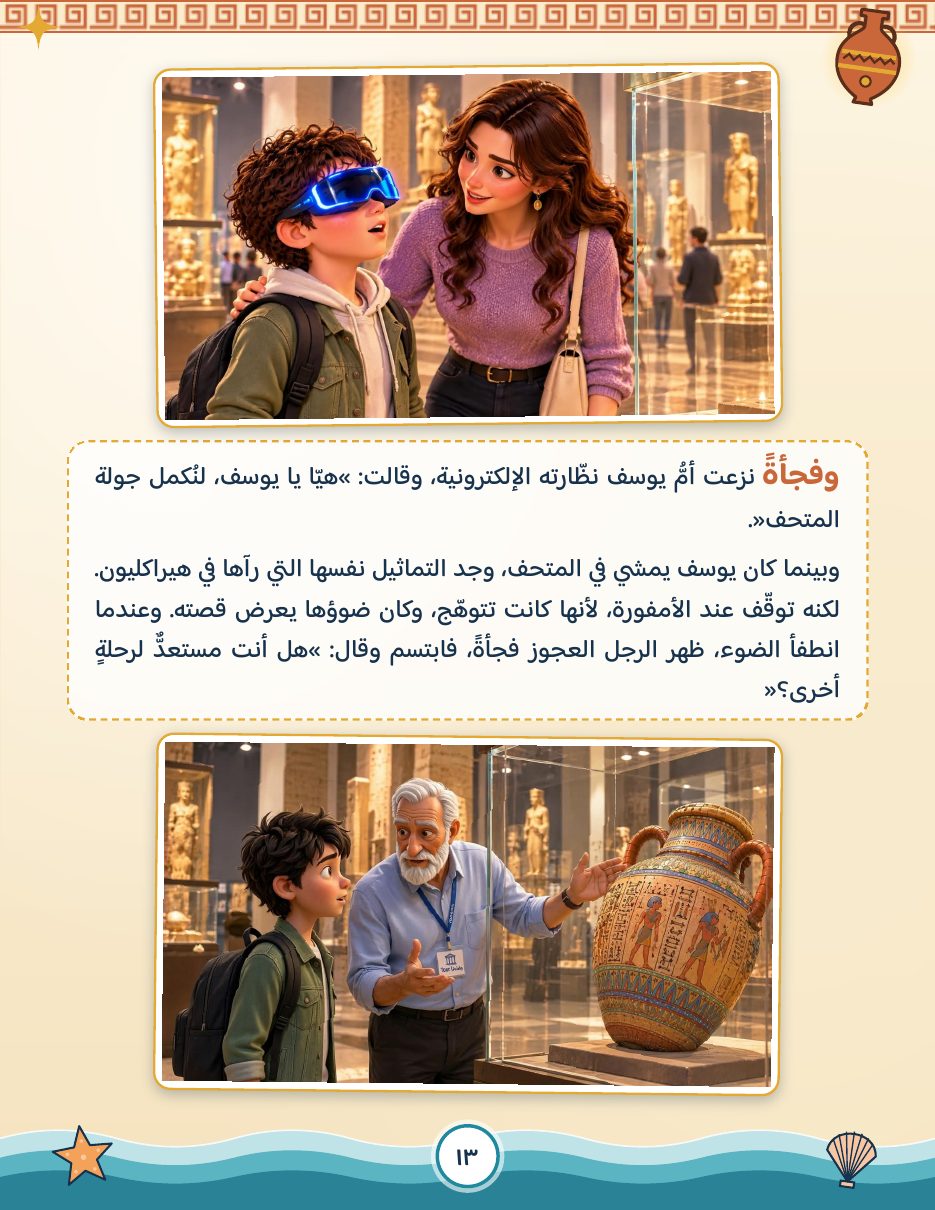 وفجأةً نزعت أمُّ يوسف نظّارته الإلكترونية، وقالت: »هيّا يا يوسف، لنُكمل جولة
المتحف«.
وبينما كان يوسف يمشي في المتحف، وجد التماثيل نفسها التي رآها في هيراكليون.
لكنه توقّف عند الأمفورة، لأنها كانت تتوهّج، وكان ضوؤها يعرض قصته. وعندما
انطفأ الضوء، ظهر الرجل العجوز فجأةً، فابتسم وقال: »هل أنت مستعدٌّ لرحلةٍ
أخرى؟«
Tour Guide
١٣